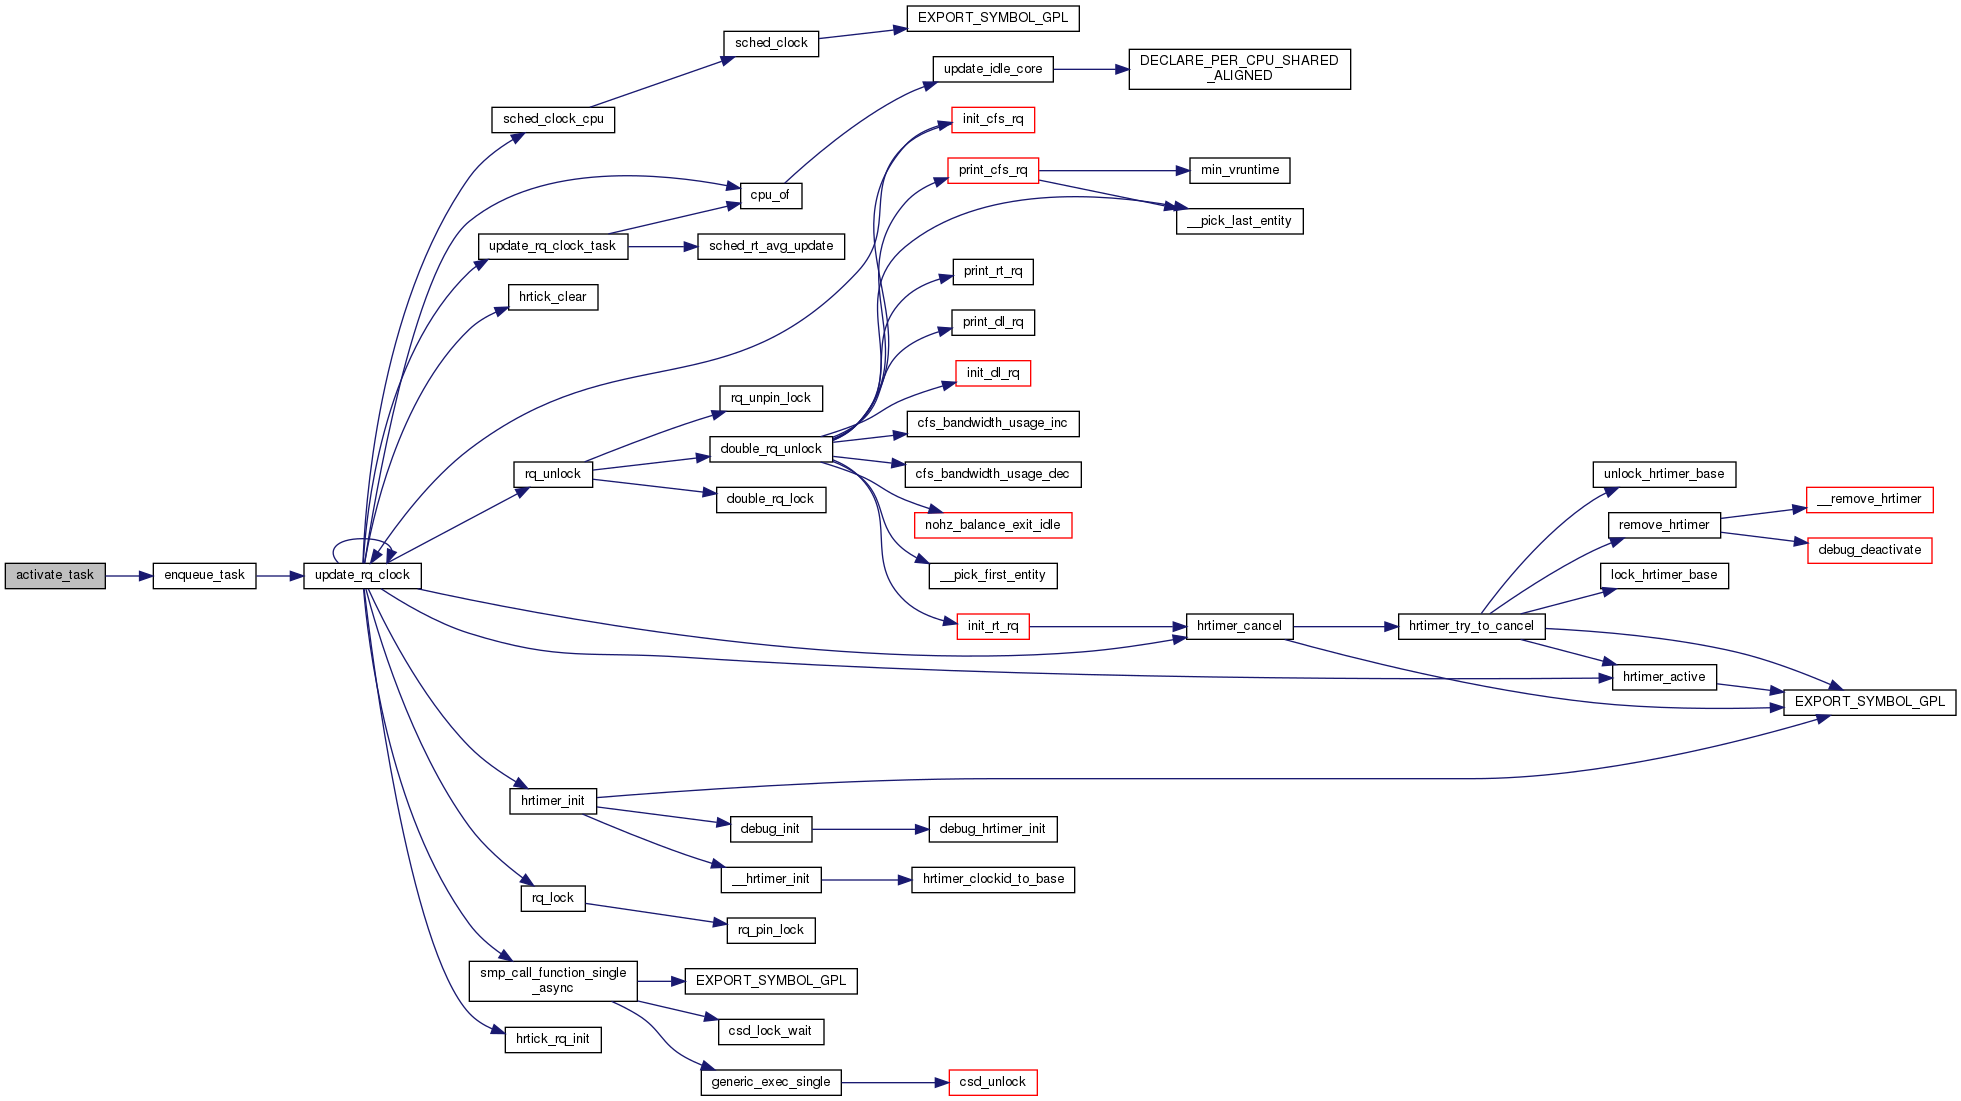 EXPORT_SYMBOL_GPL
sched_clock
update_idle_core
DECLARE_PER_CPU_SHARED
_ALIGNED
sched_clock_cpu
init_cfs_rq
print_cfs_rq
min_vruntime
cpu_of
__pick_last_entity
update_rq_clock_task
sched_rt_avg_update
print_rt_rq
hrtick_clear
print_dl_rq
init_dl_rq
rq_unpin_lock
cfs_bandwidth_usage_inc
double_rq_unlock
rq_unlock
cfs_bandwidth_usage_dec
unlock_hrtimer_base
double_rq_lock
__remove_hrtimer
nohz_balance_exit_idle
remove_hrtimer
debug_deactivate
activate_task
enqueue_task
update_rq_clock
__pick_first_entity
lock_hrtimer_base
init_rt_rq
hrtimer_cancel
hrtimer_try_to_cancel
hrtimer_active
EXPORT_SYMBOL_GPL
hrtimer_init
debug_init
debug_hrtimer_init
__hrtimer_init
hrtimer_clockid_to_base
rq_lock
rq_pin_lock
smp_call_function_single
_async
EXPORT_SYMBOL_GPL
csd_lock_wait
hrtick_rq_init
generic_exec_single
csd_unlock